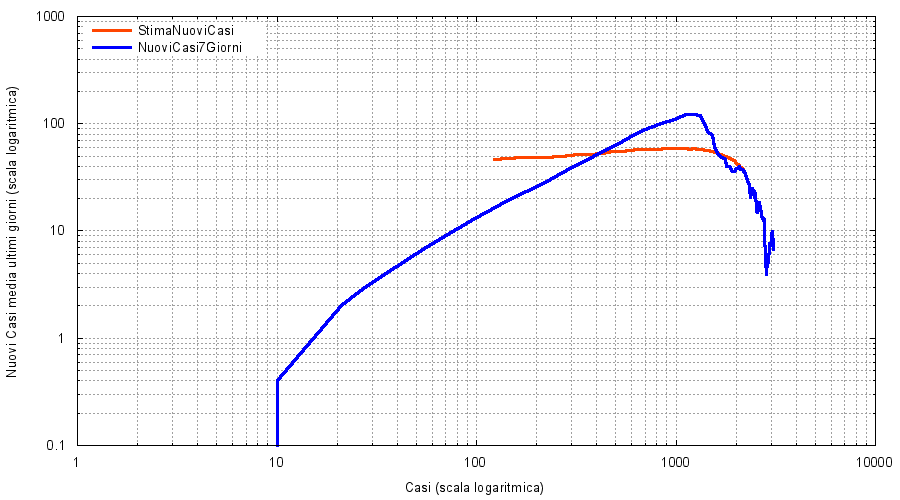 1000
StimaNuoviCasi
NuoviCasi7Giorni
100
10
1
0.1
Nuovi Casi media ultimi giorni (scala logaritmica)
1 10 100 1000 10000
Casi (scala logaritmica)